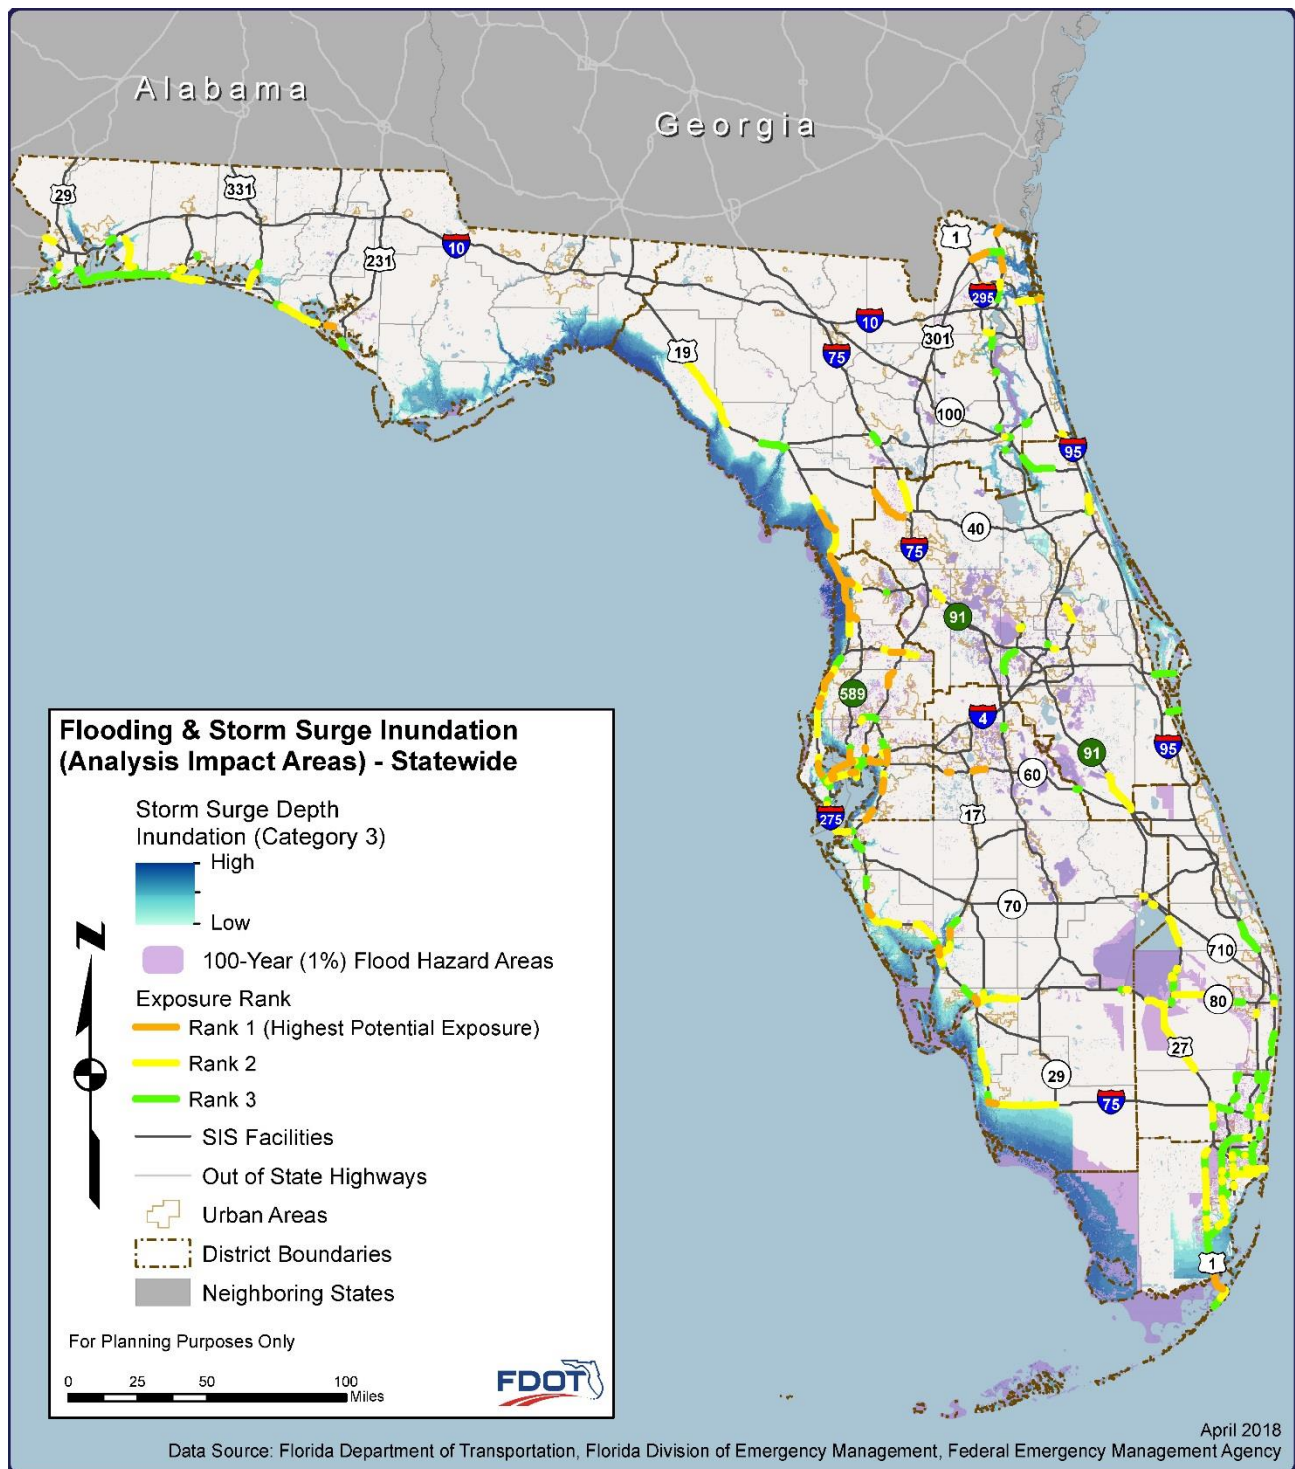 Alabama
Georgia
29
331
231
10
1
295
10
301
75
19
100
95
40
75
91
589
4
95
91
60
275
17
70
710
80
27
29
75
1
Flooding & Storm Surge Inundation
(Analysis Impact Areas) - Statewide
Storm Surge Depth
Inundation (Category 3)
High
Low
100-Year (1%) Flood Hazard Areas
Exposure Rank
Rank 1 (Highest Potential Exposure)
Rank 2
Rank 3
SIS Facilities
Out of State Highways
Urban Areas
District Boundaries
Neighboring States
N
For Planning Purposes Only
0 25 50 100
Miles
FDOT
April 2018
Data Source: Florida Department of Transportation, Florida Division of Emergency Management, Federal Emergency Management Agency